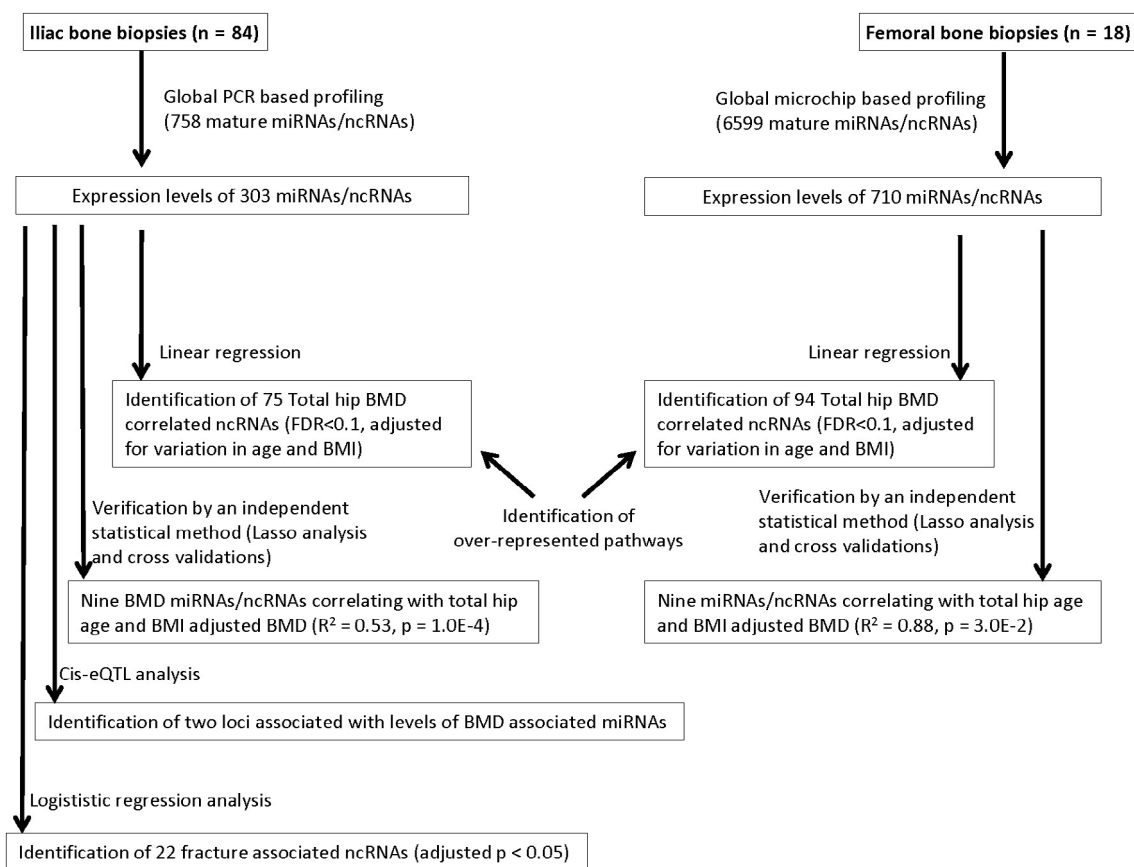 Iliac bone biopsies (n = 84)
Femoral bone biopsies (n = 18)
Global PCR based profiling
(758 mature miRNAs/ncRNAs)
Global microchip based profiling
(6599 mature miRNAs/ncRNAs)
Expression levels of 303 miRNAs/ncRNAs
Expression levels of 710 miRNAs/ncRNAs
Linear regression
Linear regression
Identification of 75 Total hip BMD
correlated ncRNAs (FDR<0.1, adjusted
for variation in age and BMI)
Identification of 94 Total hip BMD
correlated ncRNAs (FDR<0.1, adjusted
for variation in age and BMI)
Verification by an independent
statistical method (Lasso analysis
and cross validations)
Identification of
over-represented pathways
Verification by an independent
statistical method (Lasso analysis
and cross validations)
Nine BMD miRNAs/ncRNAs correlating with total hip
age and BMI adjusted BMD (R² = 0.53, p = 1.0E-4)
Nine miRNAs/ncRNAs correlating with total hip age
and BMI adjusted BMD (R² = 0.88, p = 3.0E-2)
Cis-eQTL analysis
Identification of two loci associated with levels of BMD associated miRNAs
Logististic regression analysis
Identification of 22 fracture associated ncRNAs (adjusted p < 0.05)